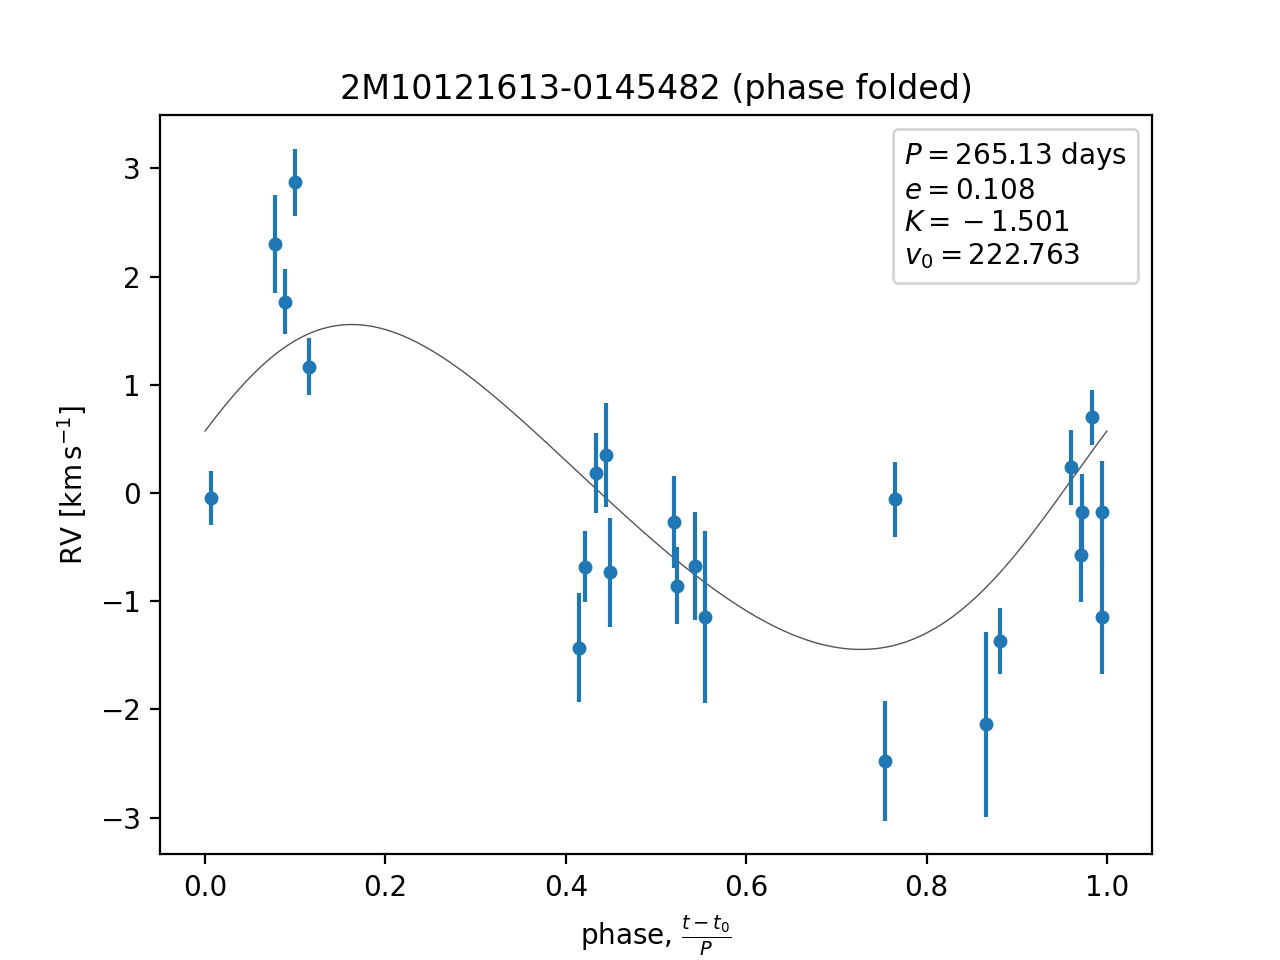 2M10121613-0145482 (phase folded)
P = 265.13 days
e = 0.108
K = −1.501
v₀ = 222.763
3
2
1
0
−1
−2
−3
RV [km s⁻¹]
0.0 0.2 0.4 0.6 0.8 1.0
phase, (t − t₀)/P